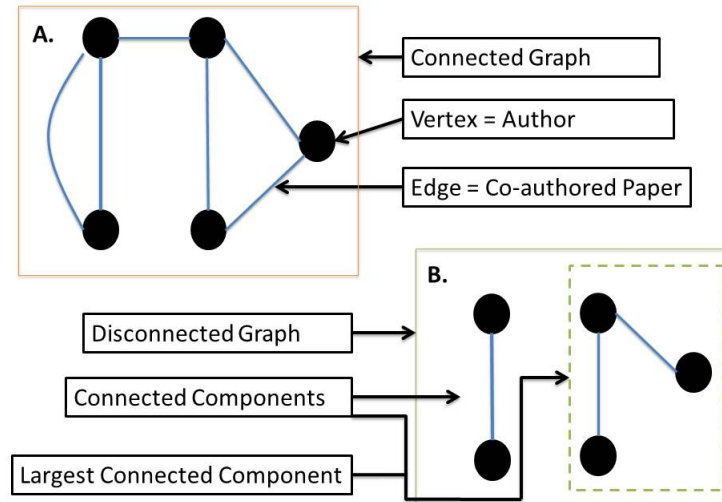 A.
Connected Graph
Vertex = Author
Edge = Co-authored Paper
B.
Disconnected Graph
Connected Components
Largest Connected Component